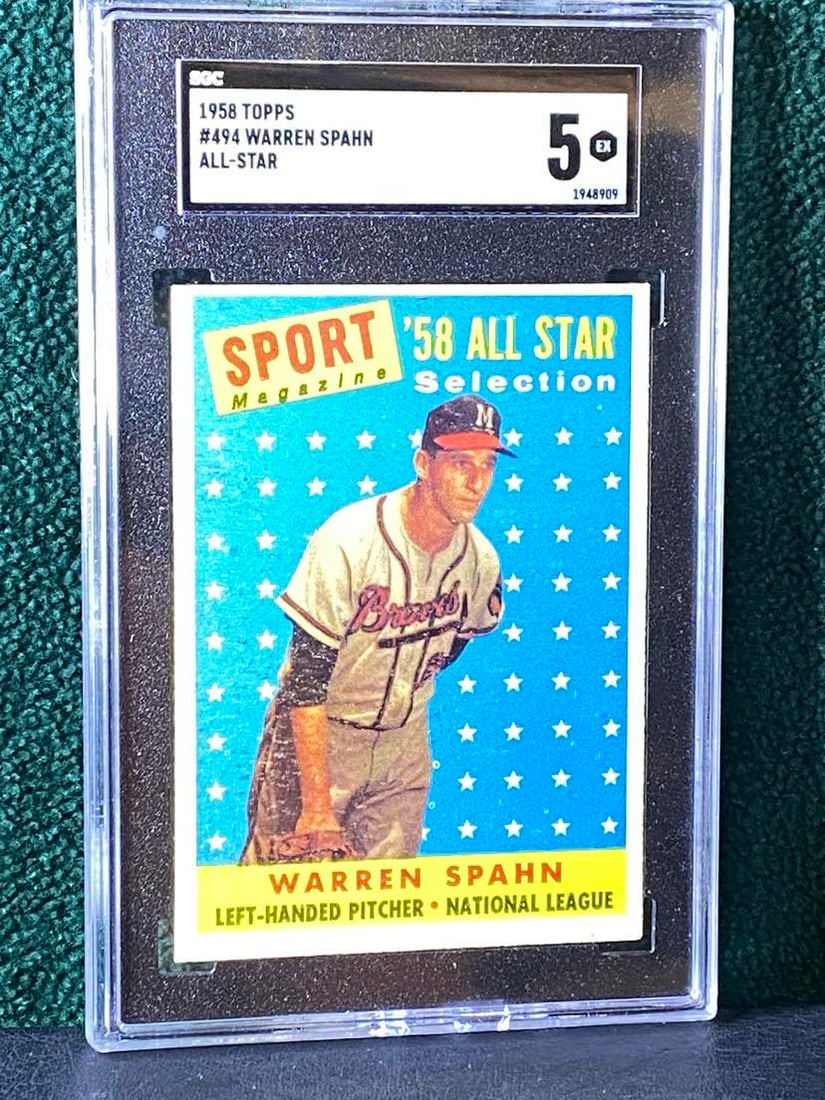 SGC
1958 TOPPS
#494 WARREN SPAHN
ALL-STAR
5 EX
1948909
SPORT
Magazine
'58 ALL STAR
Selection
M
Braves
WARREN SPAHN
LEFT-HANDED PITCHER • NATIONAL LEAGUE